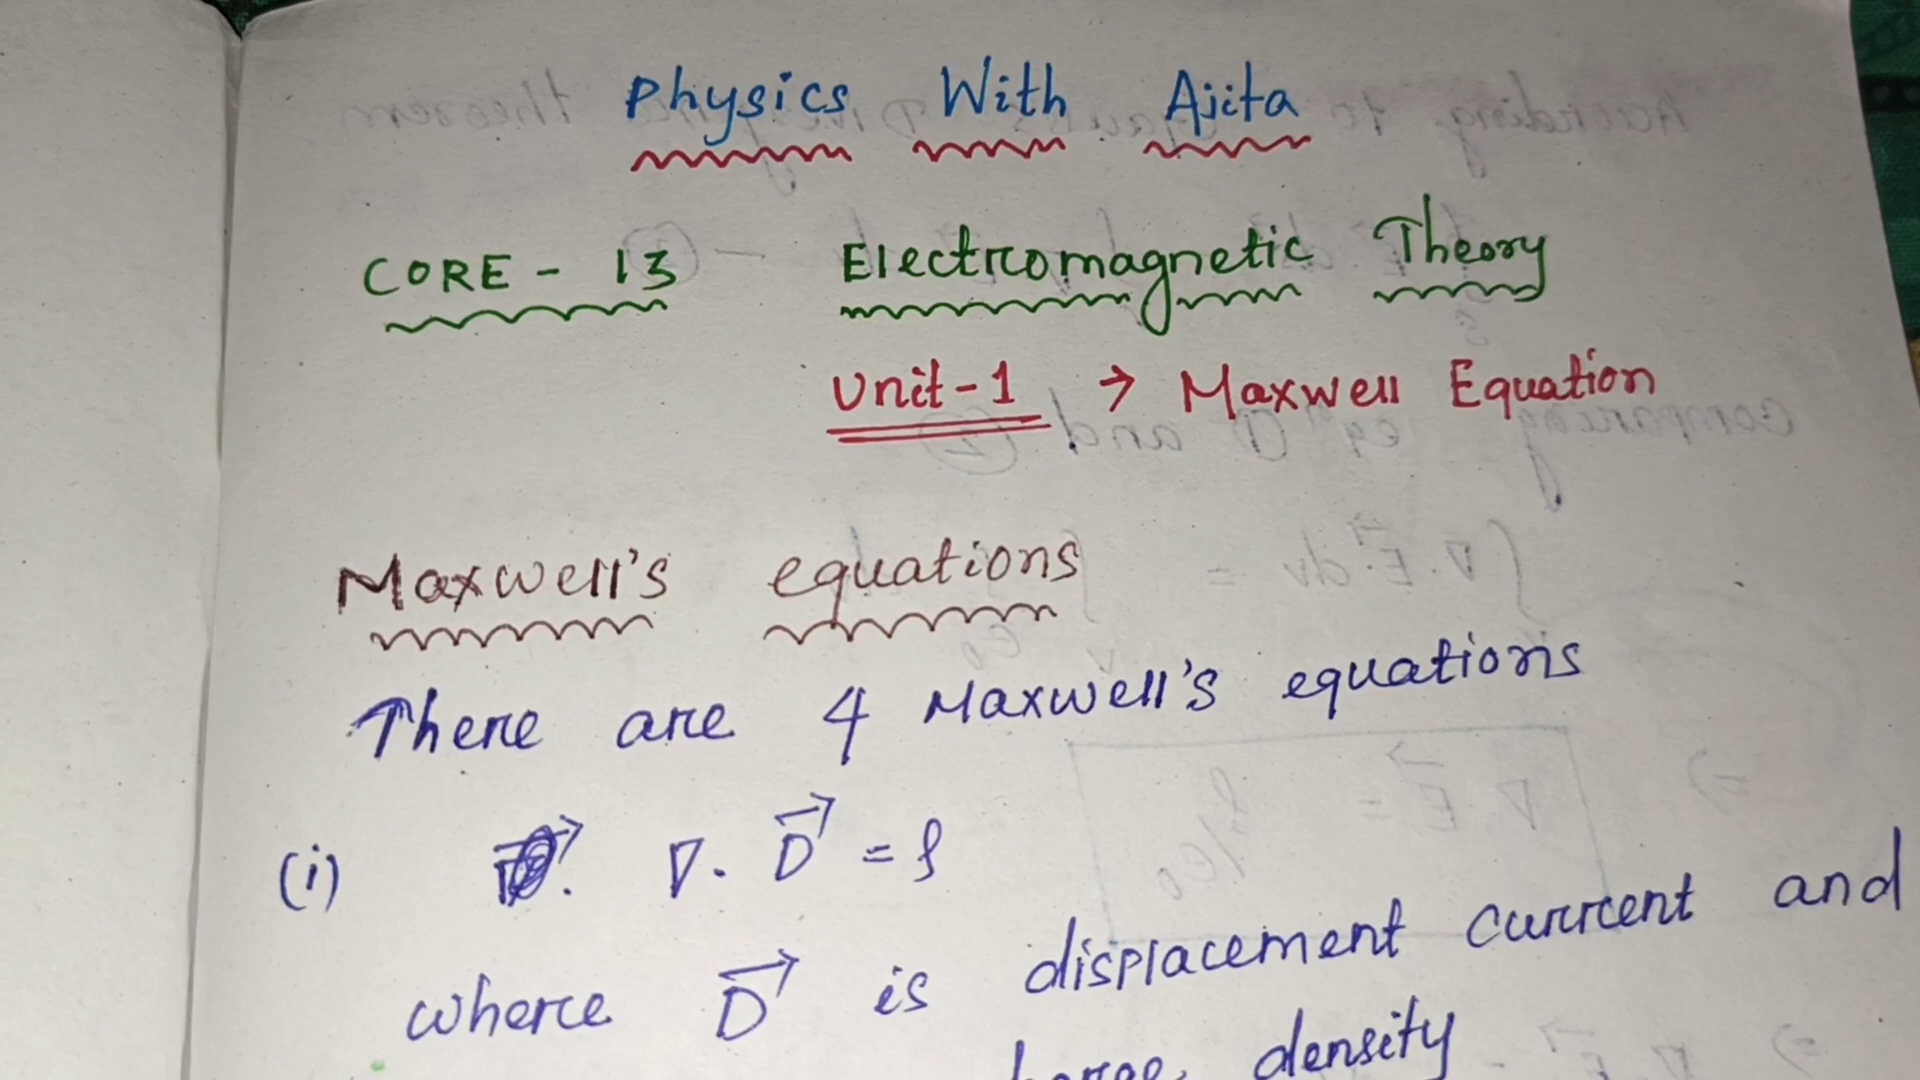 Physics With Ajita
CORE - 13 Electromagnetic Theory
Unit-1 → Maxwell Equation
Maxwell's equations
There are 4 Maxwell's equations
(i) ∇. D⃗ = ρ
where D⃗ is displacement current and
density